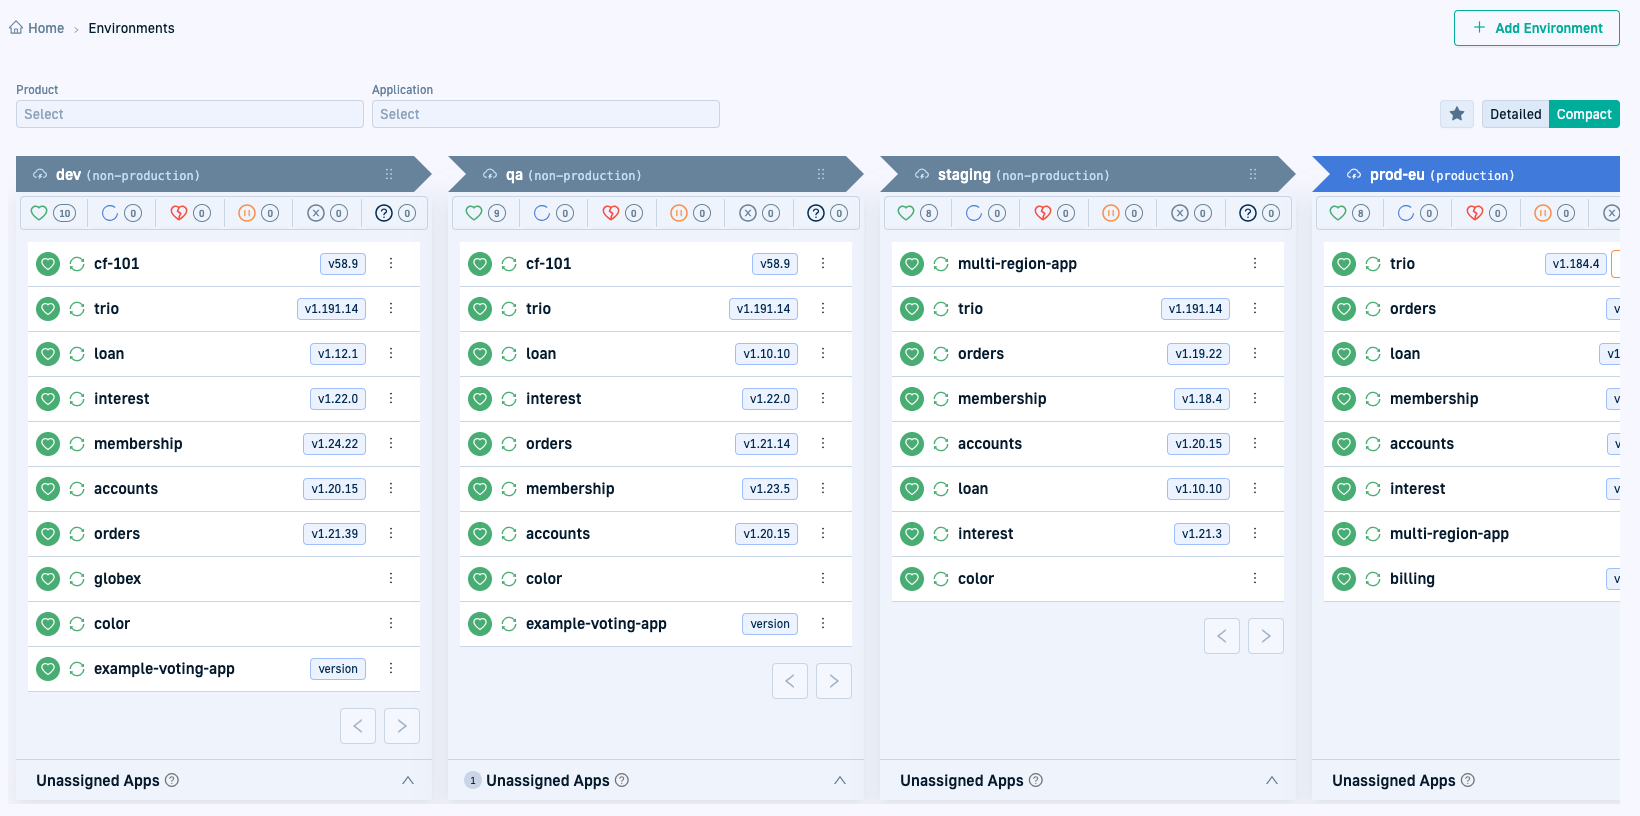 Home › Environments
+ Add Environment
Product
Application
Select
Select
Detailed
Compact
dev (non-production)
10 0 0 0 0 0
cf-101 v58.9
trio v1.191.14
loan v1.12.1
interest v1.22.0
membership v1.24.22
accounts v1.20.15
orders v1.21.39
globex
color
example-voting-app version
Unassigned Apps
qa (non-production)
9 0 0 0 0 0
cf-101 v58.9
trio v1.191.14
loan v1.10.10
interest v1.22.0
orders v1.21.14
membership v1.23.5
accounts v1.20.15
color
example-voting-app version
1 Unassigned Apps
staging (non-production)
8 0 0 0 0 0
multi-region-app
trio v1.191.14
orders v1.19.22
membership v1.18.4
accounts v1.20.15
loan v1.10.10
interest v1.21.3
color
Unassigned Apps
prod-eu (production)
8 0 0 0
trio v1.184.4
orders
loan
membership
accounts
interest
multi-region-app
billing
Unassigned Apps